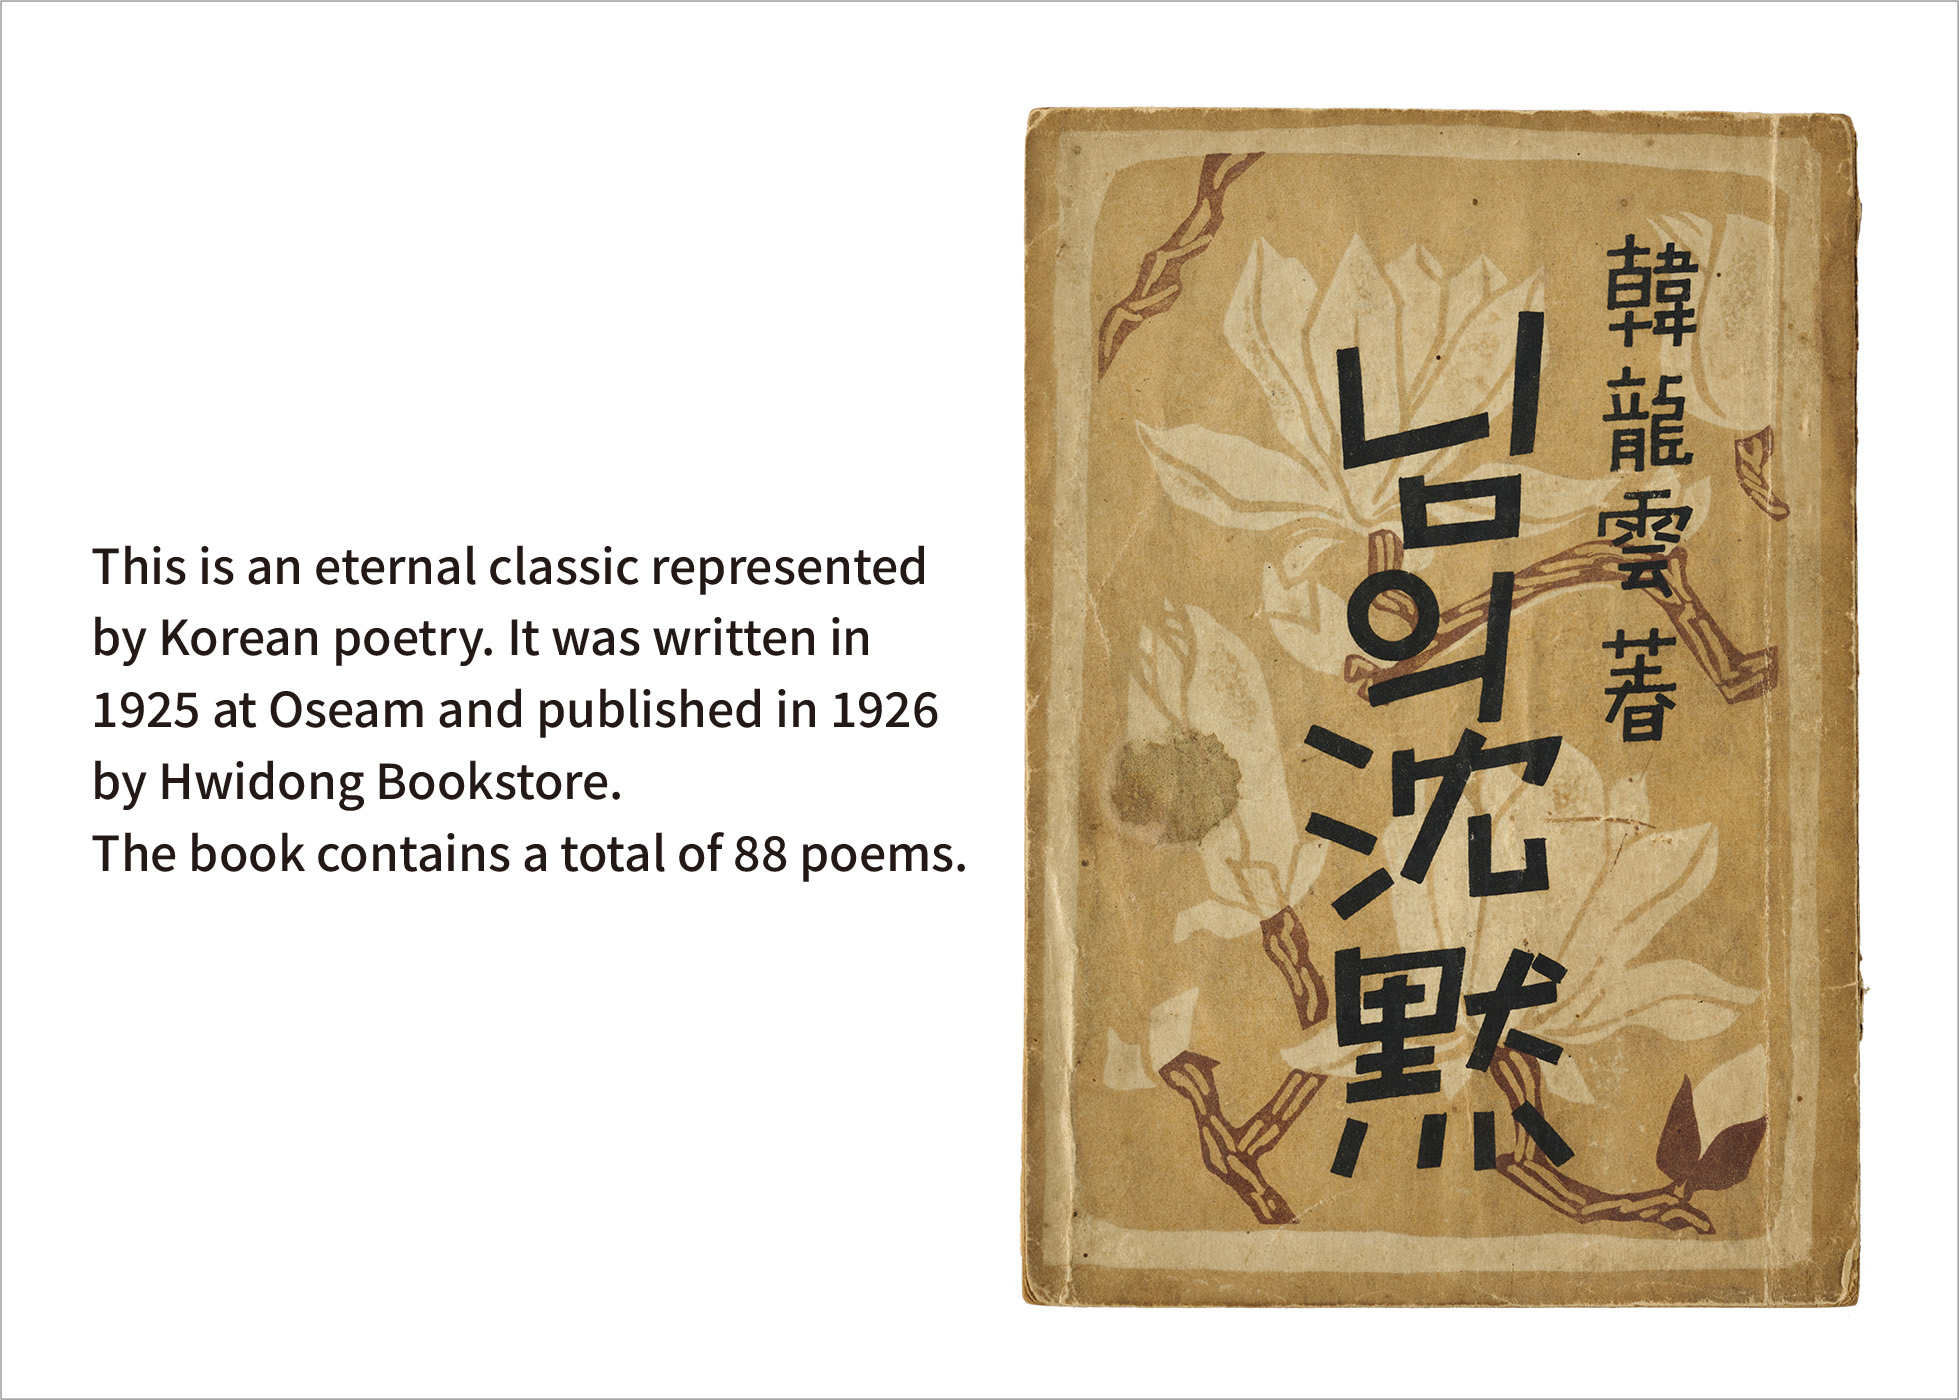 This is an eternal classic represented
by Korean poetry. It was written in
1925 at Oseam and published in 1926
by Hwidong Bookstore.
The book contains a total of 88 poems.
韓龍雲 著
님의沈默